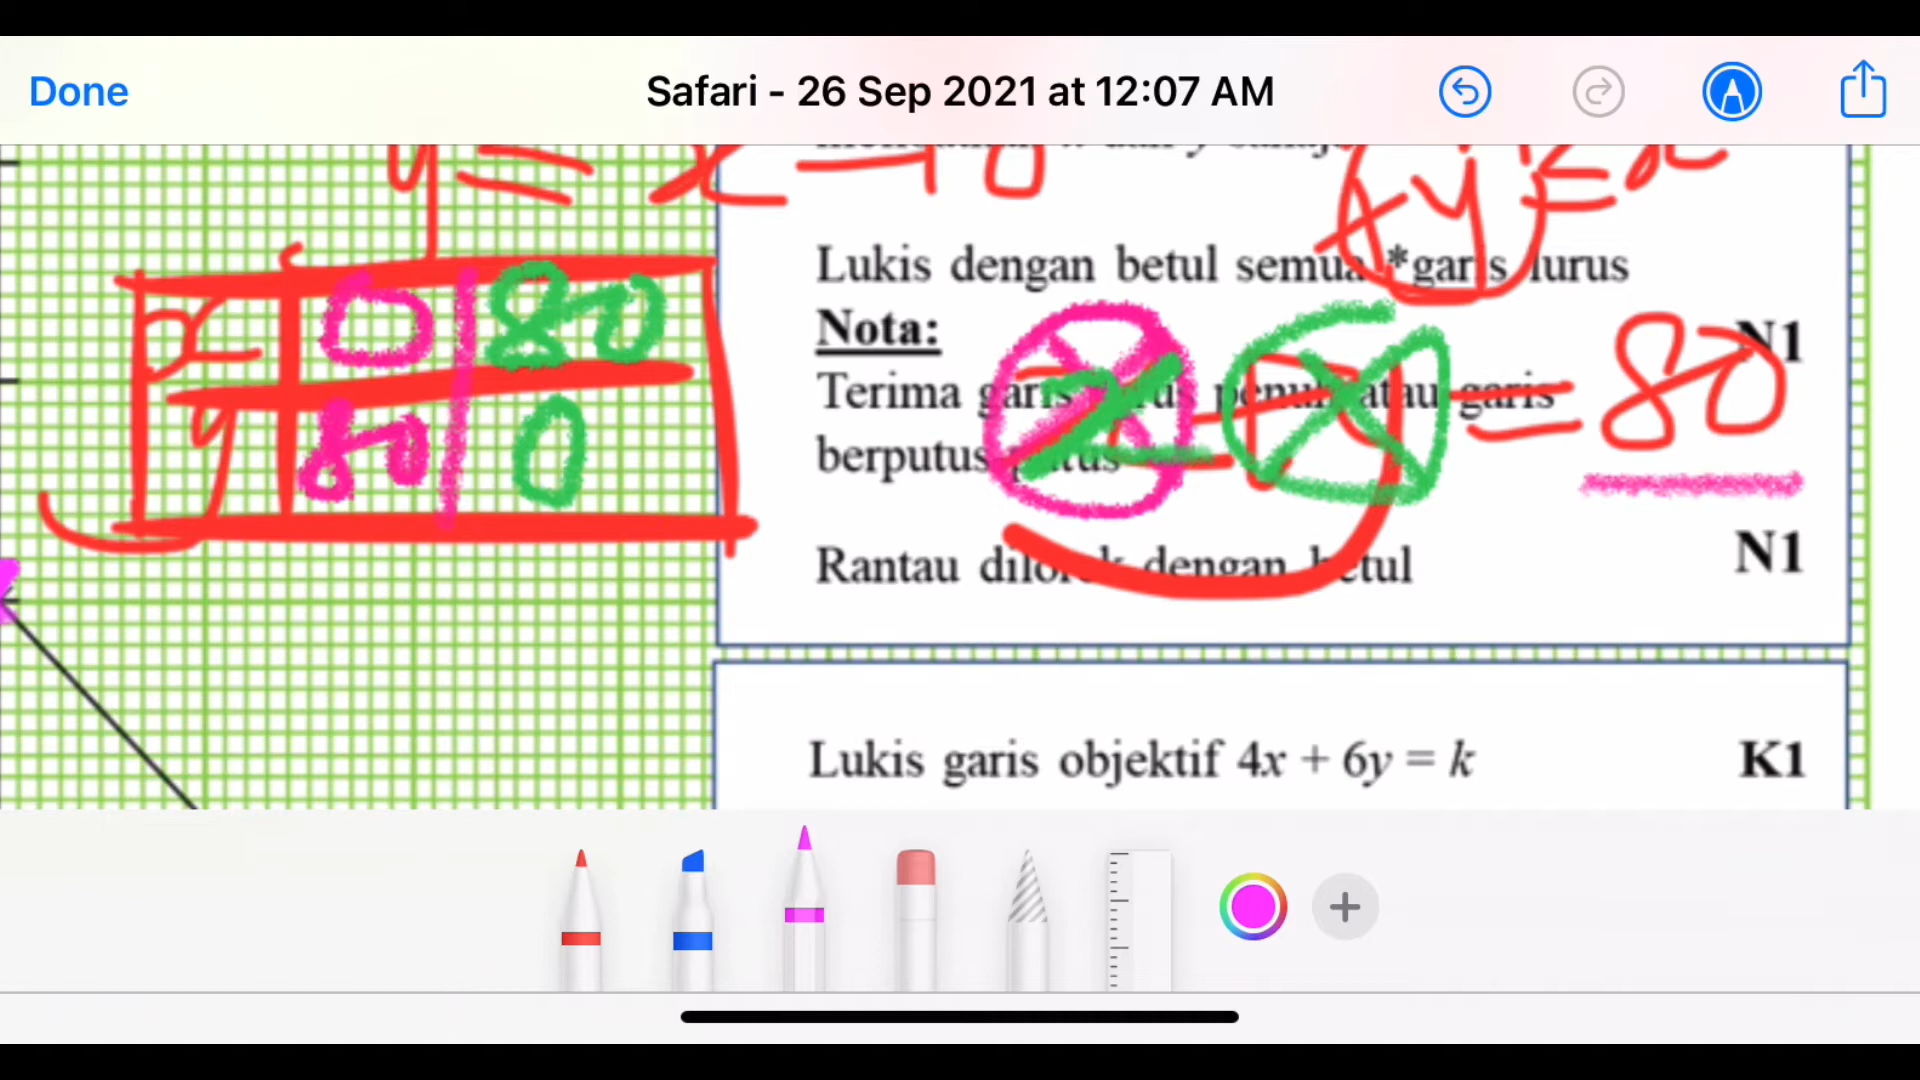 Done
Safari - 26 Sep 2021 at 12:07 AM
y = x
Lukis dengan betul semua *garis lurus
Nota:
N1
Terima garis lurus penuh atau garis
berputus-putus
= 80
x 0 80
y 80 0
Rantau dilorek dengan betul
N1
Lukis garis objektif 4x + 6y = k
K1